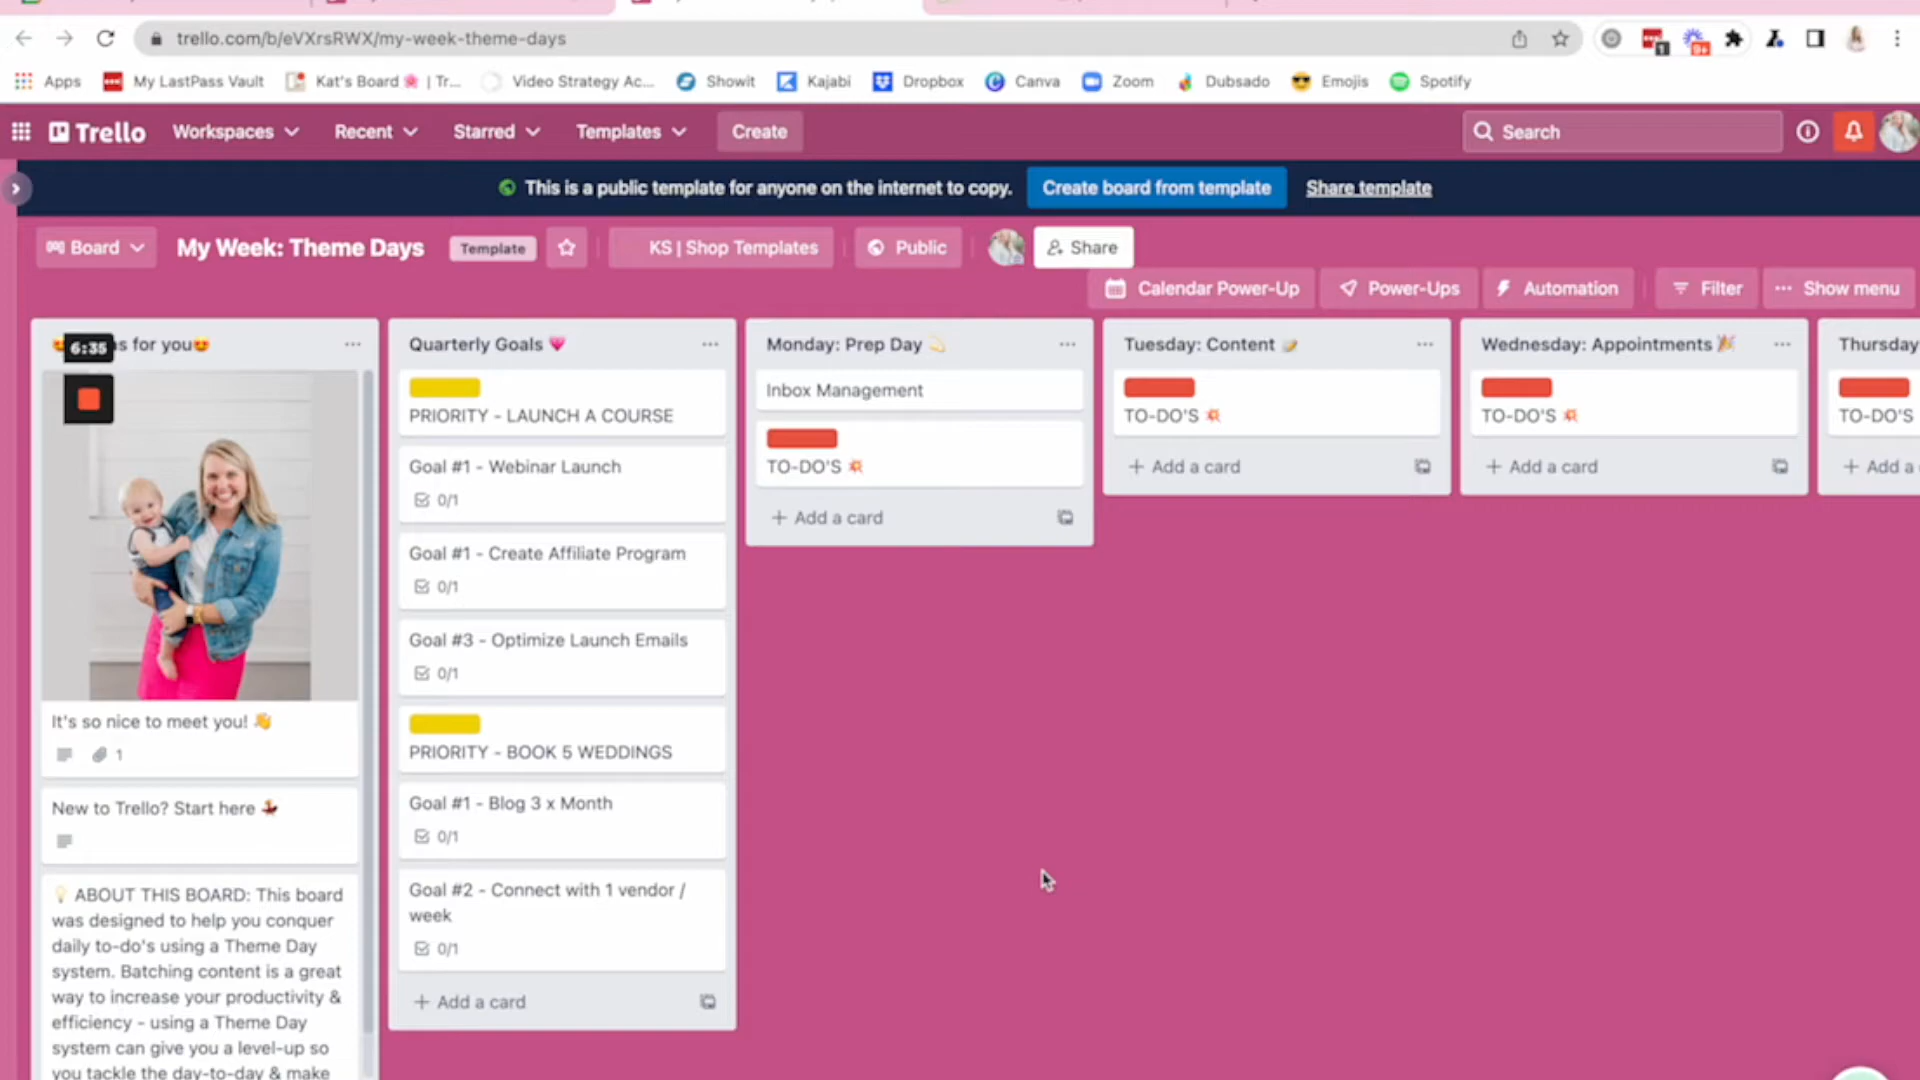 trello.com/b/eVXrsRWX/my-week-theme-days
1
9+
Apps
My LastPass Vault
Kat's Board🌸 | Tr...
Video Strategy Ac...
Showit
Kajabi
Dropbox
Canva
Zoom
Dubsado
Emojis
Spotify
Trello
Workspaces
Recent
Starred
Templates
Create
Search
This is a public template for anyone on the internet to copy.
Create board from template
Share template
Board
My Week: Theme Days
Template
KS | Shop Templates
Public
Share
Calendar Power-Up
Power-Ups
Automation
Filter
Show menu
s for you😍
6:35
It's so nice to meet you! 👋
1
New to Trello? Start here 💃
💡 ABOUT THIS BOARD: This board
was designed to help you conquer
daily to-do's using a Theme Day
system. Batching content is a great
way to increase your productivity &
efficiency - using a Theme Day
system can give you a level-up so
you tackle the day-to-day & make
Quarterly Goals 💗
PRIORITY - LAUNCH A COURSE
Goal #1 - Webinar Launch
0/1
Goal #1 - Create Affiliate Program
0/1
Goal #3 - Optimize Launch Emails
0/1
PRIORITY - BOOK 5 WEDDINGS
Goal #1 - Blog 3 x Month
0/1
Goal #2 - Connect with 1 vendor /
week
0/1
+ Add a card
Monday: Prep Day 💫
Inbox Management
TO-DO'S 💥
+ Add a card
Tuesday: Content 📝
TO-DO'S 💥
+ Add a card
Wednesday: Appointments 🎉
TO-DO'S 💥
+ Add a card
Thursday
TO-DO'S
+ Add a